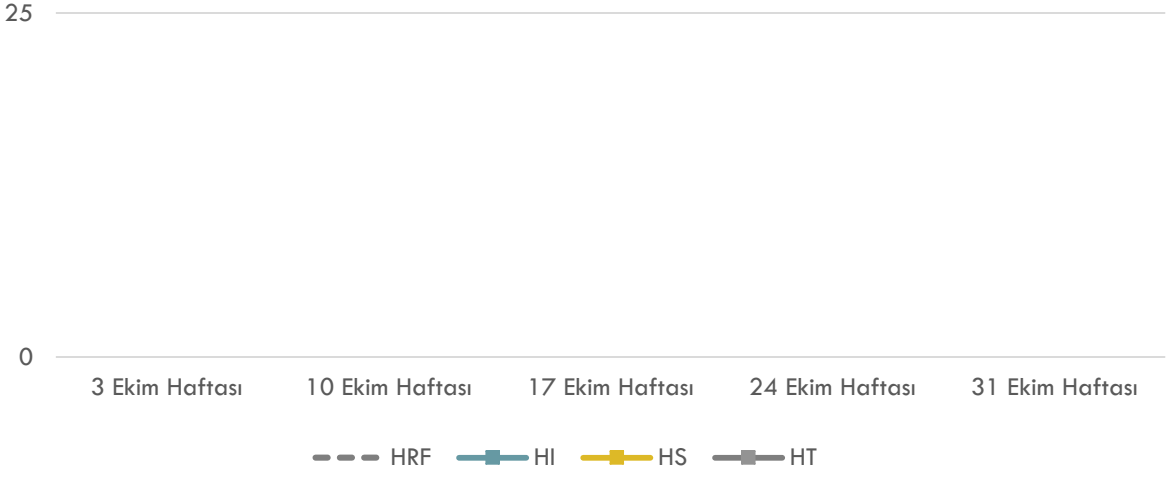 25
0
3 Ekim Haftası 10 Ekim Haftası 17 Ekim Haftası 24 Ekim Haftası 31 Ekim Haftası
HRF HI HS HT